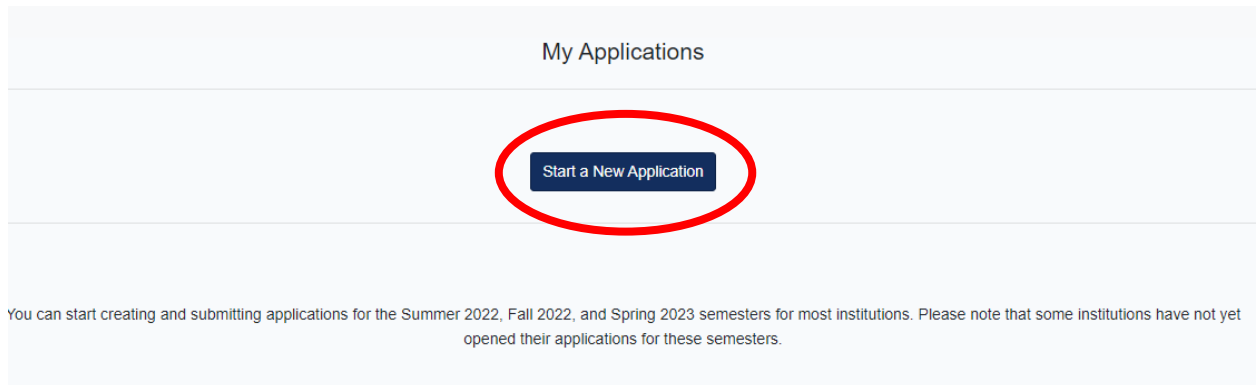 My Applications
Start a New Application
You can start creating and submitting applications for the Summer 2022, Fall 2022, and Spring 2023 semesters for most institutions. Please note that some institutions have not yet
opened their applications for these semesters.